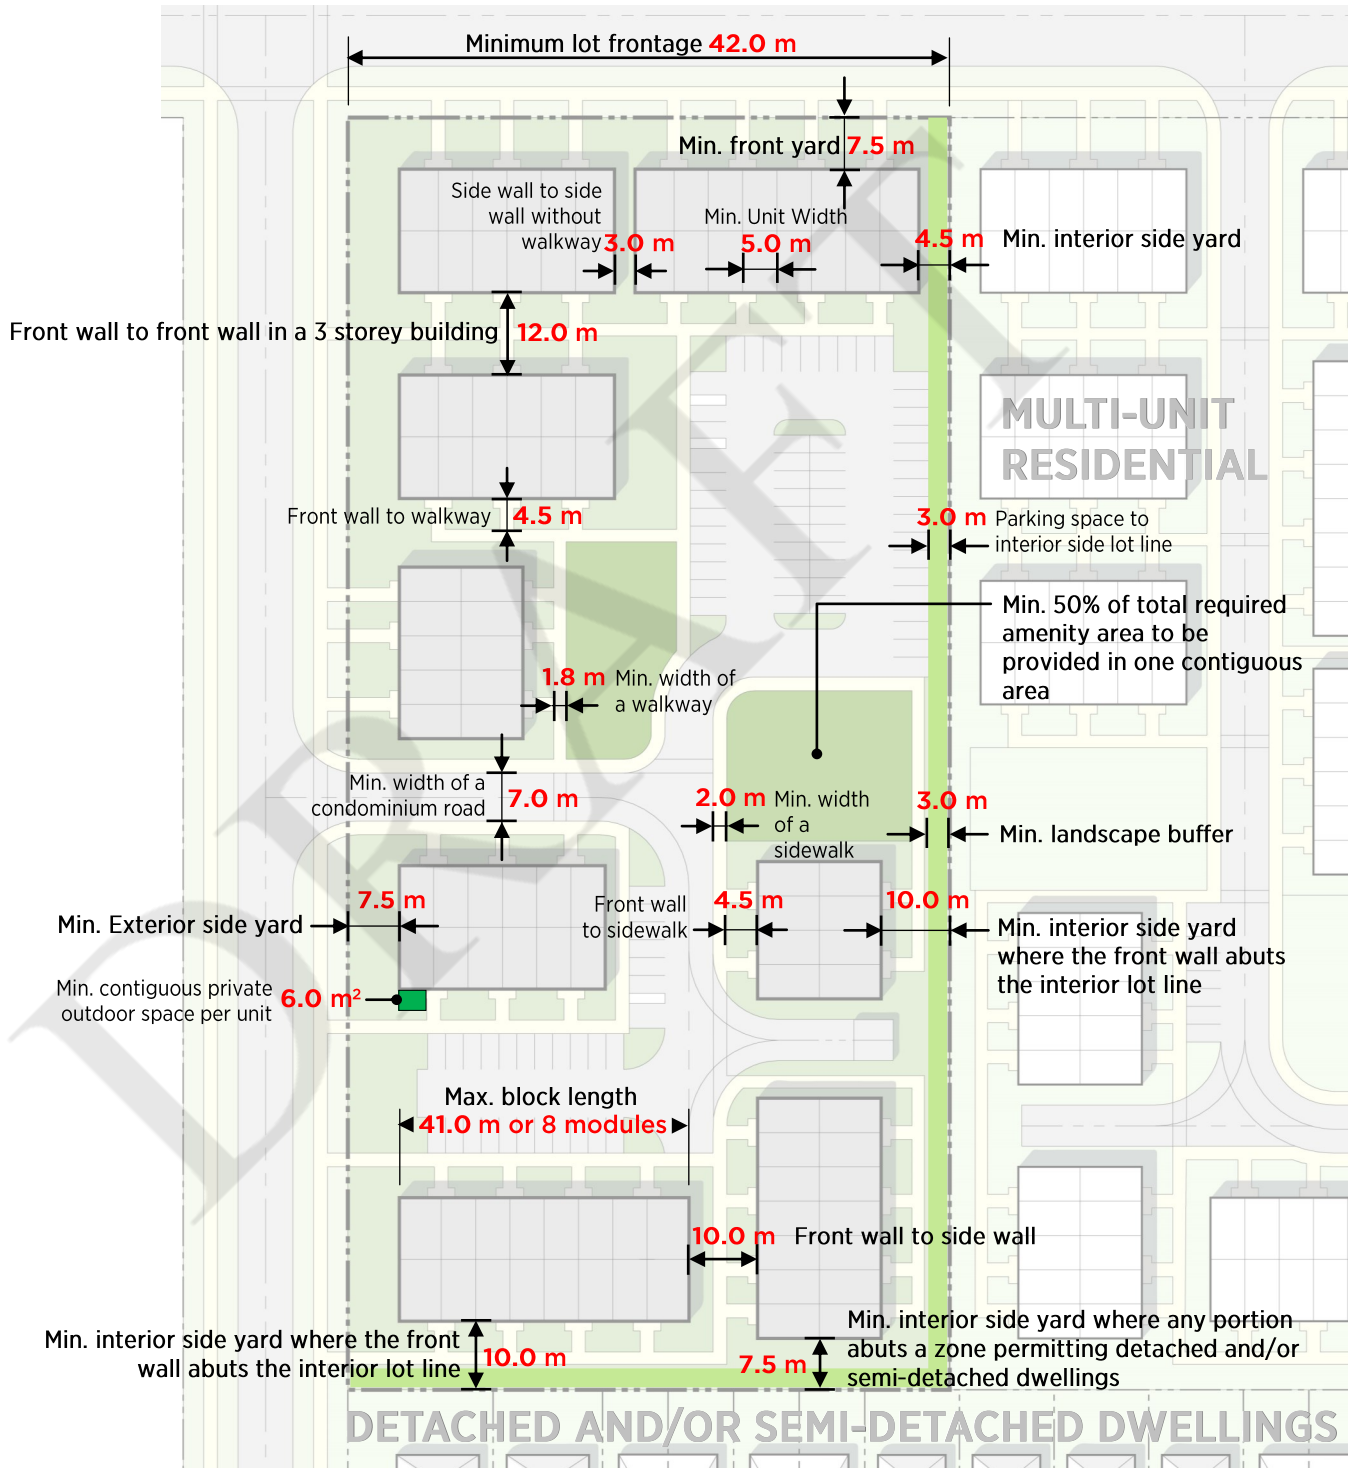 Minimum lot frontage 42.0 m
Min. front yard 7.5 m
Side wall to side
wall without
walkway 3.0 m
Min. Unit Width
5.0 m
4.5 m Min. interior side yard
Front wall to front wall in a 3 storey building 12.0 m
MULTI-UNIT
RESIDENTIAL
Front wall to walkway 4.5 m
3.0 m Parking space to
interior side lot line
Min. 50% of total required
amenity area to be
provided in one contiguous
area
1.8 m Min. width of
a walkway
Min. width of a
condominium road 7.0 m
2.0 m Min. width
of a
sidewalk
3.0 m
Min. landscape buffer
7.5 m
Min. Exterior side yard
Front wall
to sidewalk
4.5 m
10.0 m
Min. interior side yard
where the front wall abuts
the interior lot line
Min. contiguous private
outdoor space per unit
6.0 m²
Max. block length
41.0 m or 8 modules
10.0 m Front wall to side wall
Min. interior side yard where the front
wall abuts the interior lot line
10.0 m
7.5 m
Min. interior side yard where any portion
abuts a zone permitting detached and/or
semi-detached dwellings
DETACHED AND/OR SEMI-DETACHED DWELLINGS
DRAFT